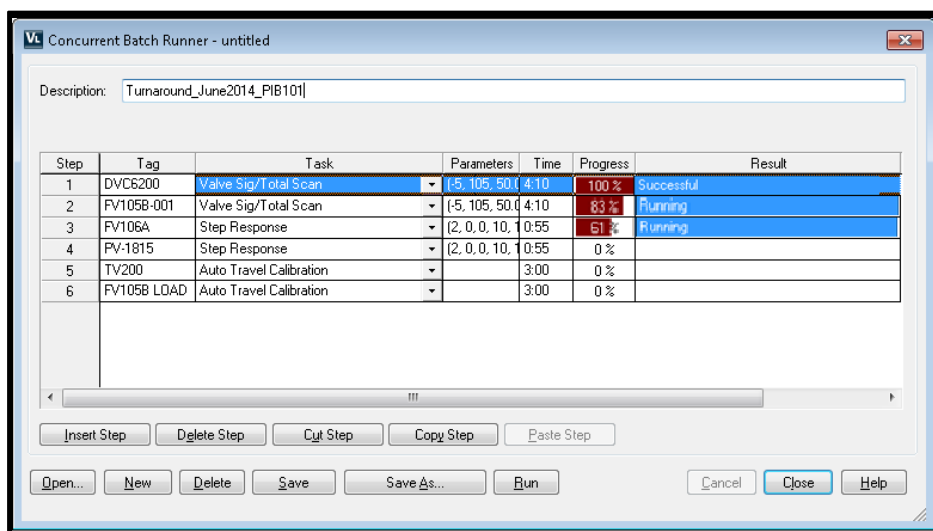 VL Concurrent Batch Runner - untitled
Description: Turnaround_June2014_PIB101
Step Tag Task Parameters Time Progress Result
1 DVC6200 Valve Sig/Total Scan (-5, 105, 50.0 4:10 100 % Successful
2 FV105B-001 Valve Sig/Total Scan (-5, 105, 50.0 4:10 83 % Running
3 FV106A Step Response (2, 0, 0, 10, 1 0:55 61 % Running
4 PV-1815 Step Response (2, 0, 0, 10, 1 0:55 0 %
5 TV200 Auto Travel Calibration 3:00 0 %
6 FV105B LOAD Auto Travel Calibration 3:00 0 %
Insert Step Delete Step Cut Step Copy Step Paste Step
Open... New Delete Save Save As... Run Cancel Close Help